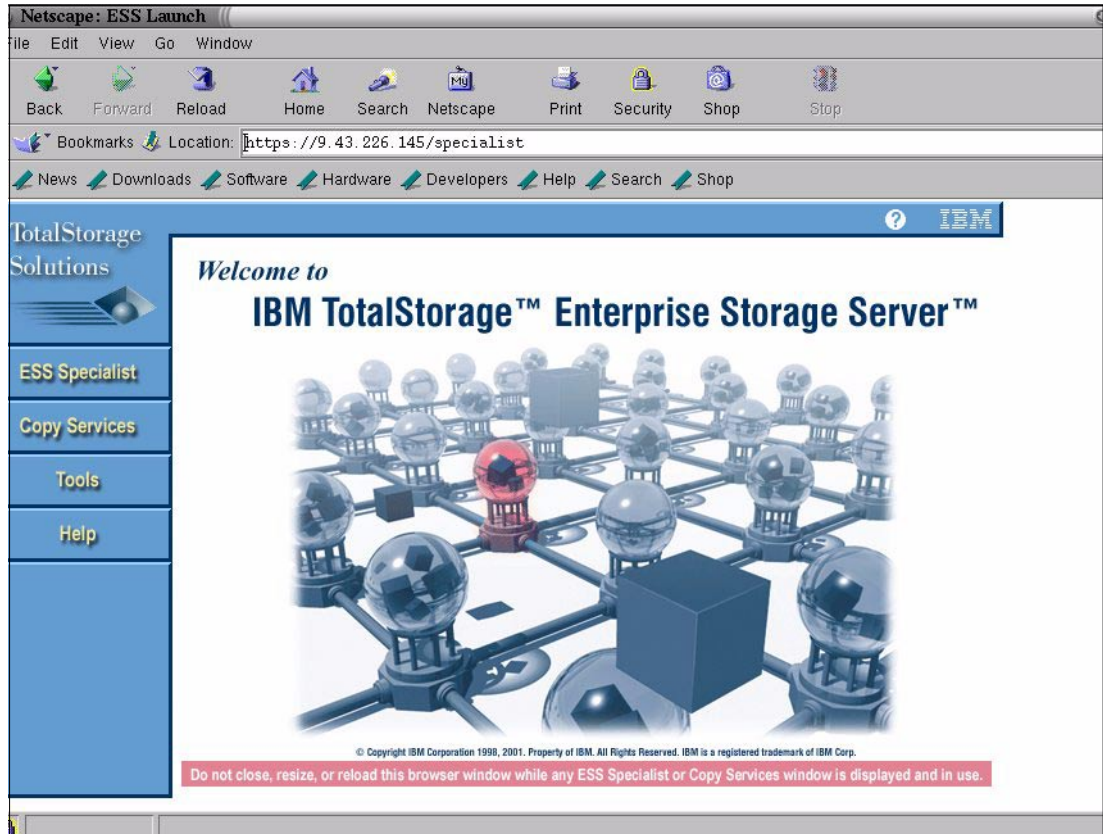 Netscape: ESS Launch
File Edit View Go Window
Back Forward Reload Home Search Netscape Print Security Shop Stop
Bookmarks Location: https://9.43.226.145/specialist
News Downloads Software Hardware Developers Help Search Shop
TotalStorage
Solutions
? IBM
Welcome to
IBM TotalStorage™ Enterprise Storage Server™
ESS Specialist
Copy Services
Tools
Help
© Copyright IBM Corporation 1998, 2001. Property of IBM. All Rights Reserved. IBM is a registered trademark of IBM Corp.
Do not close, resize, or reload this browser window while any ESS Specialist or Copy Services window is displayed and in use.